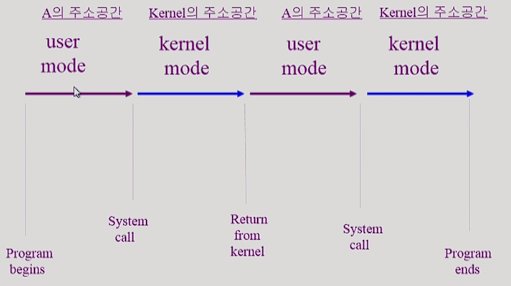 A의 주소공간
Kernel의 주소공간
A의 주소공간
Kernel의 주소공간
user
mode
kernel
mode
user
mode
kernel
mode
Program
begins
System
call
Return
from
kernel
System
call
Program
ends